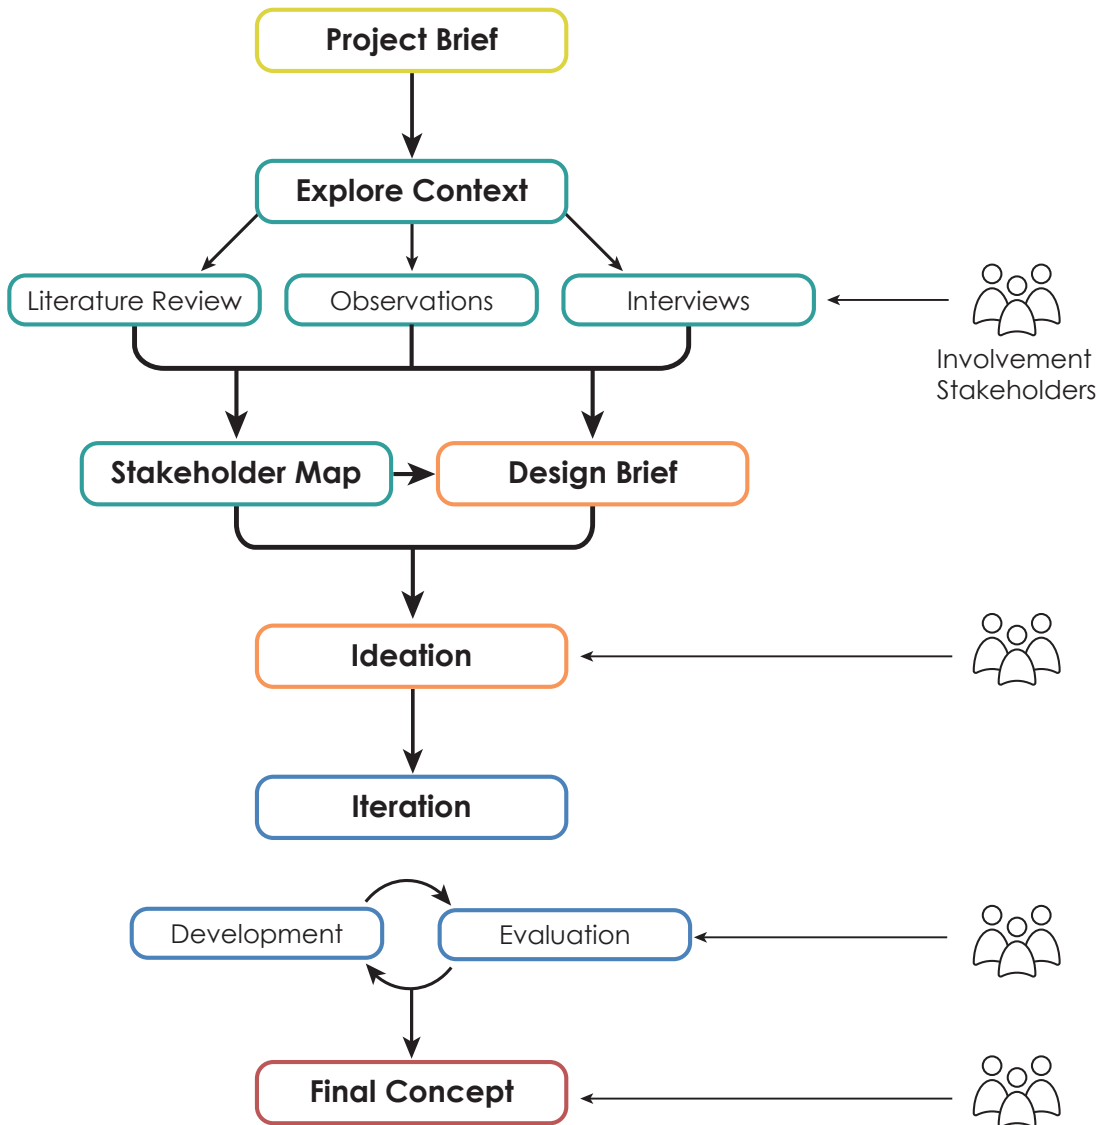 Project Brief
Explore Context
Literature Review
Observations
Interviews
Involvement
Stakeholders
Stakeholder Map
Design Brief
Ideation
Iteration
Development
Evaluation
Final Concept